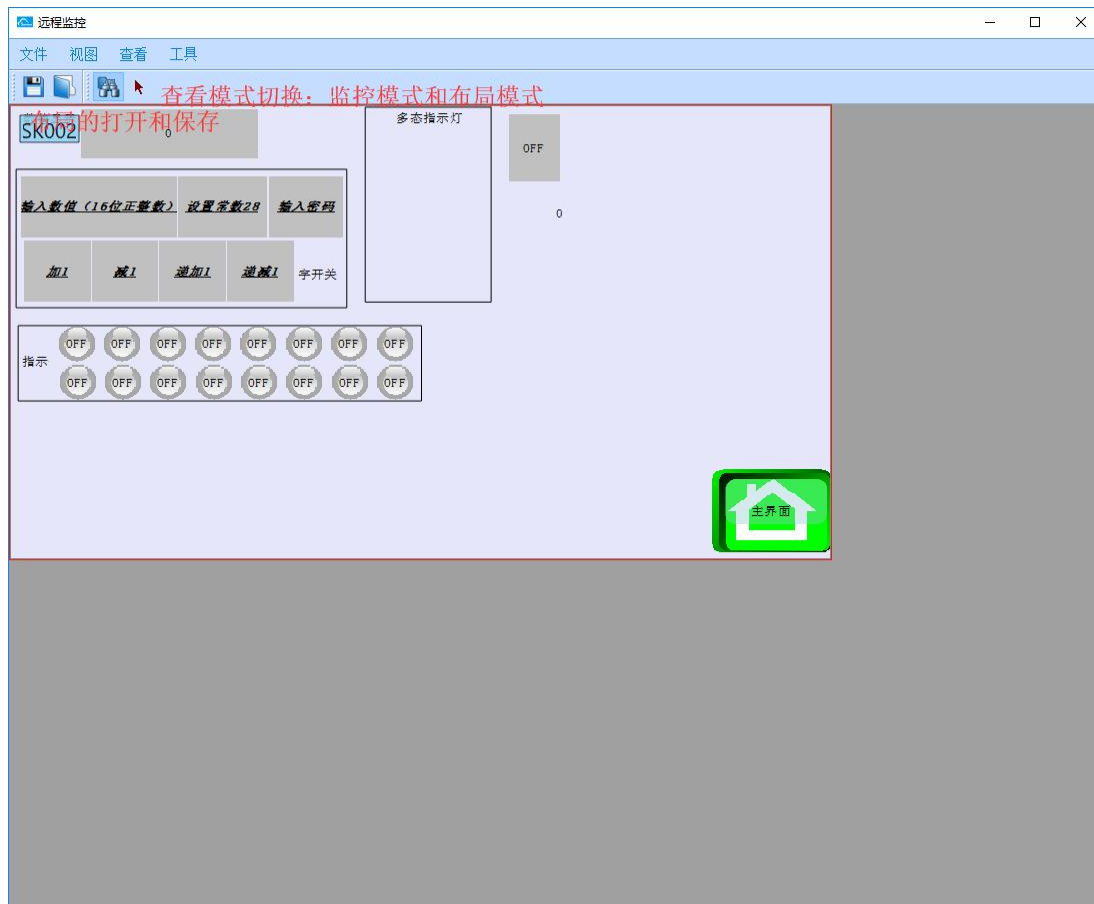 远程监控
文件 视图 查看 工具
查看模式切换：监控模式和布局模式
的打开和保存
SK002
0
多态指示灯
OFF
0
输入数值（16位正整数） 设置常数28 输入密码
加1 减1 递加1 递减1 字开关
指示
OFF OFF OFF OFF OFF OFF OFF OFF
OFF OFF OFF OFF OFF OFF OFF OFF
主界面